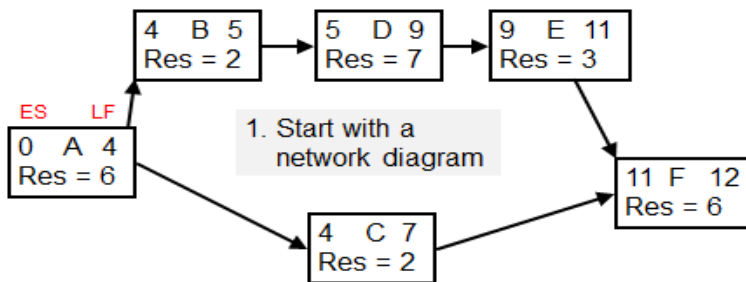 4 B 5
Res = 2
5 D 9
Res = 7
9 E 11
Res = 3
ES LF
0 A 4
Res = 6
1. Start with a
network diagram
11 F 12
Res = 6
4 C 7
Res = 2